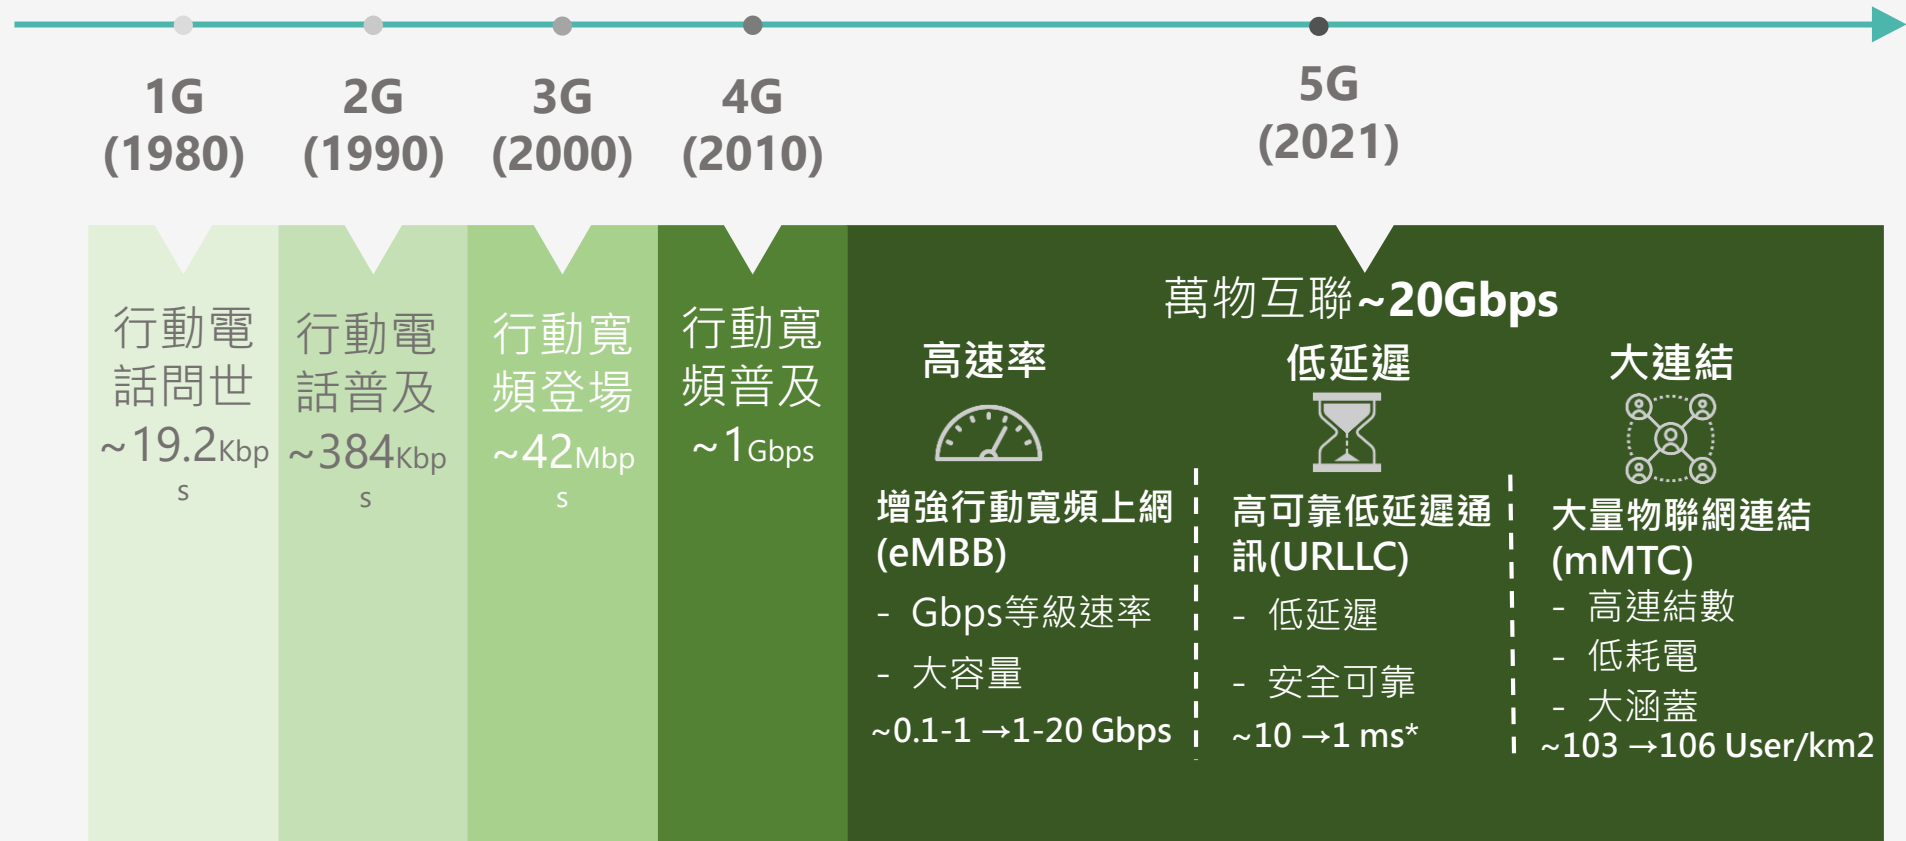 1G
(1980)
2G
(1990)
3G
(2000)
4G
(2010)
5G
(2021)
行動電
話問世
~19.2Kbp
s
行動電
話普及
~384Kbp
s
行動寬
頻登場
~42Mbp
s
行動寬
頻普及
~1Gbps
萬物互聯~20Gbps
高速率
增強行動寬頻上網
(eMBB)
- Gbps等級速率
- 大容量
~0.1-1 →1-20 Gbps
低延遲
高可靠低延遲通
訊(URLLC)
- 低延遲
- 安全可靠
~10 →1 ms*
大連結
大量物聯網連結
(mMTC)
- 高連結數
- 低耗電
- 大涵蓋
~103 →106 User/km2